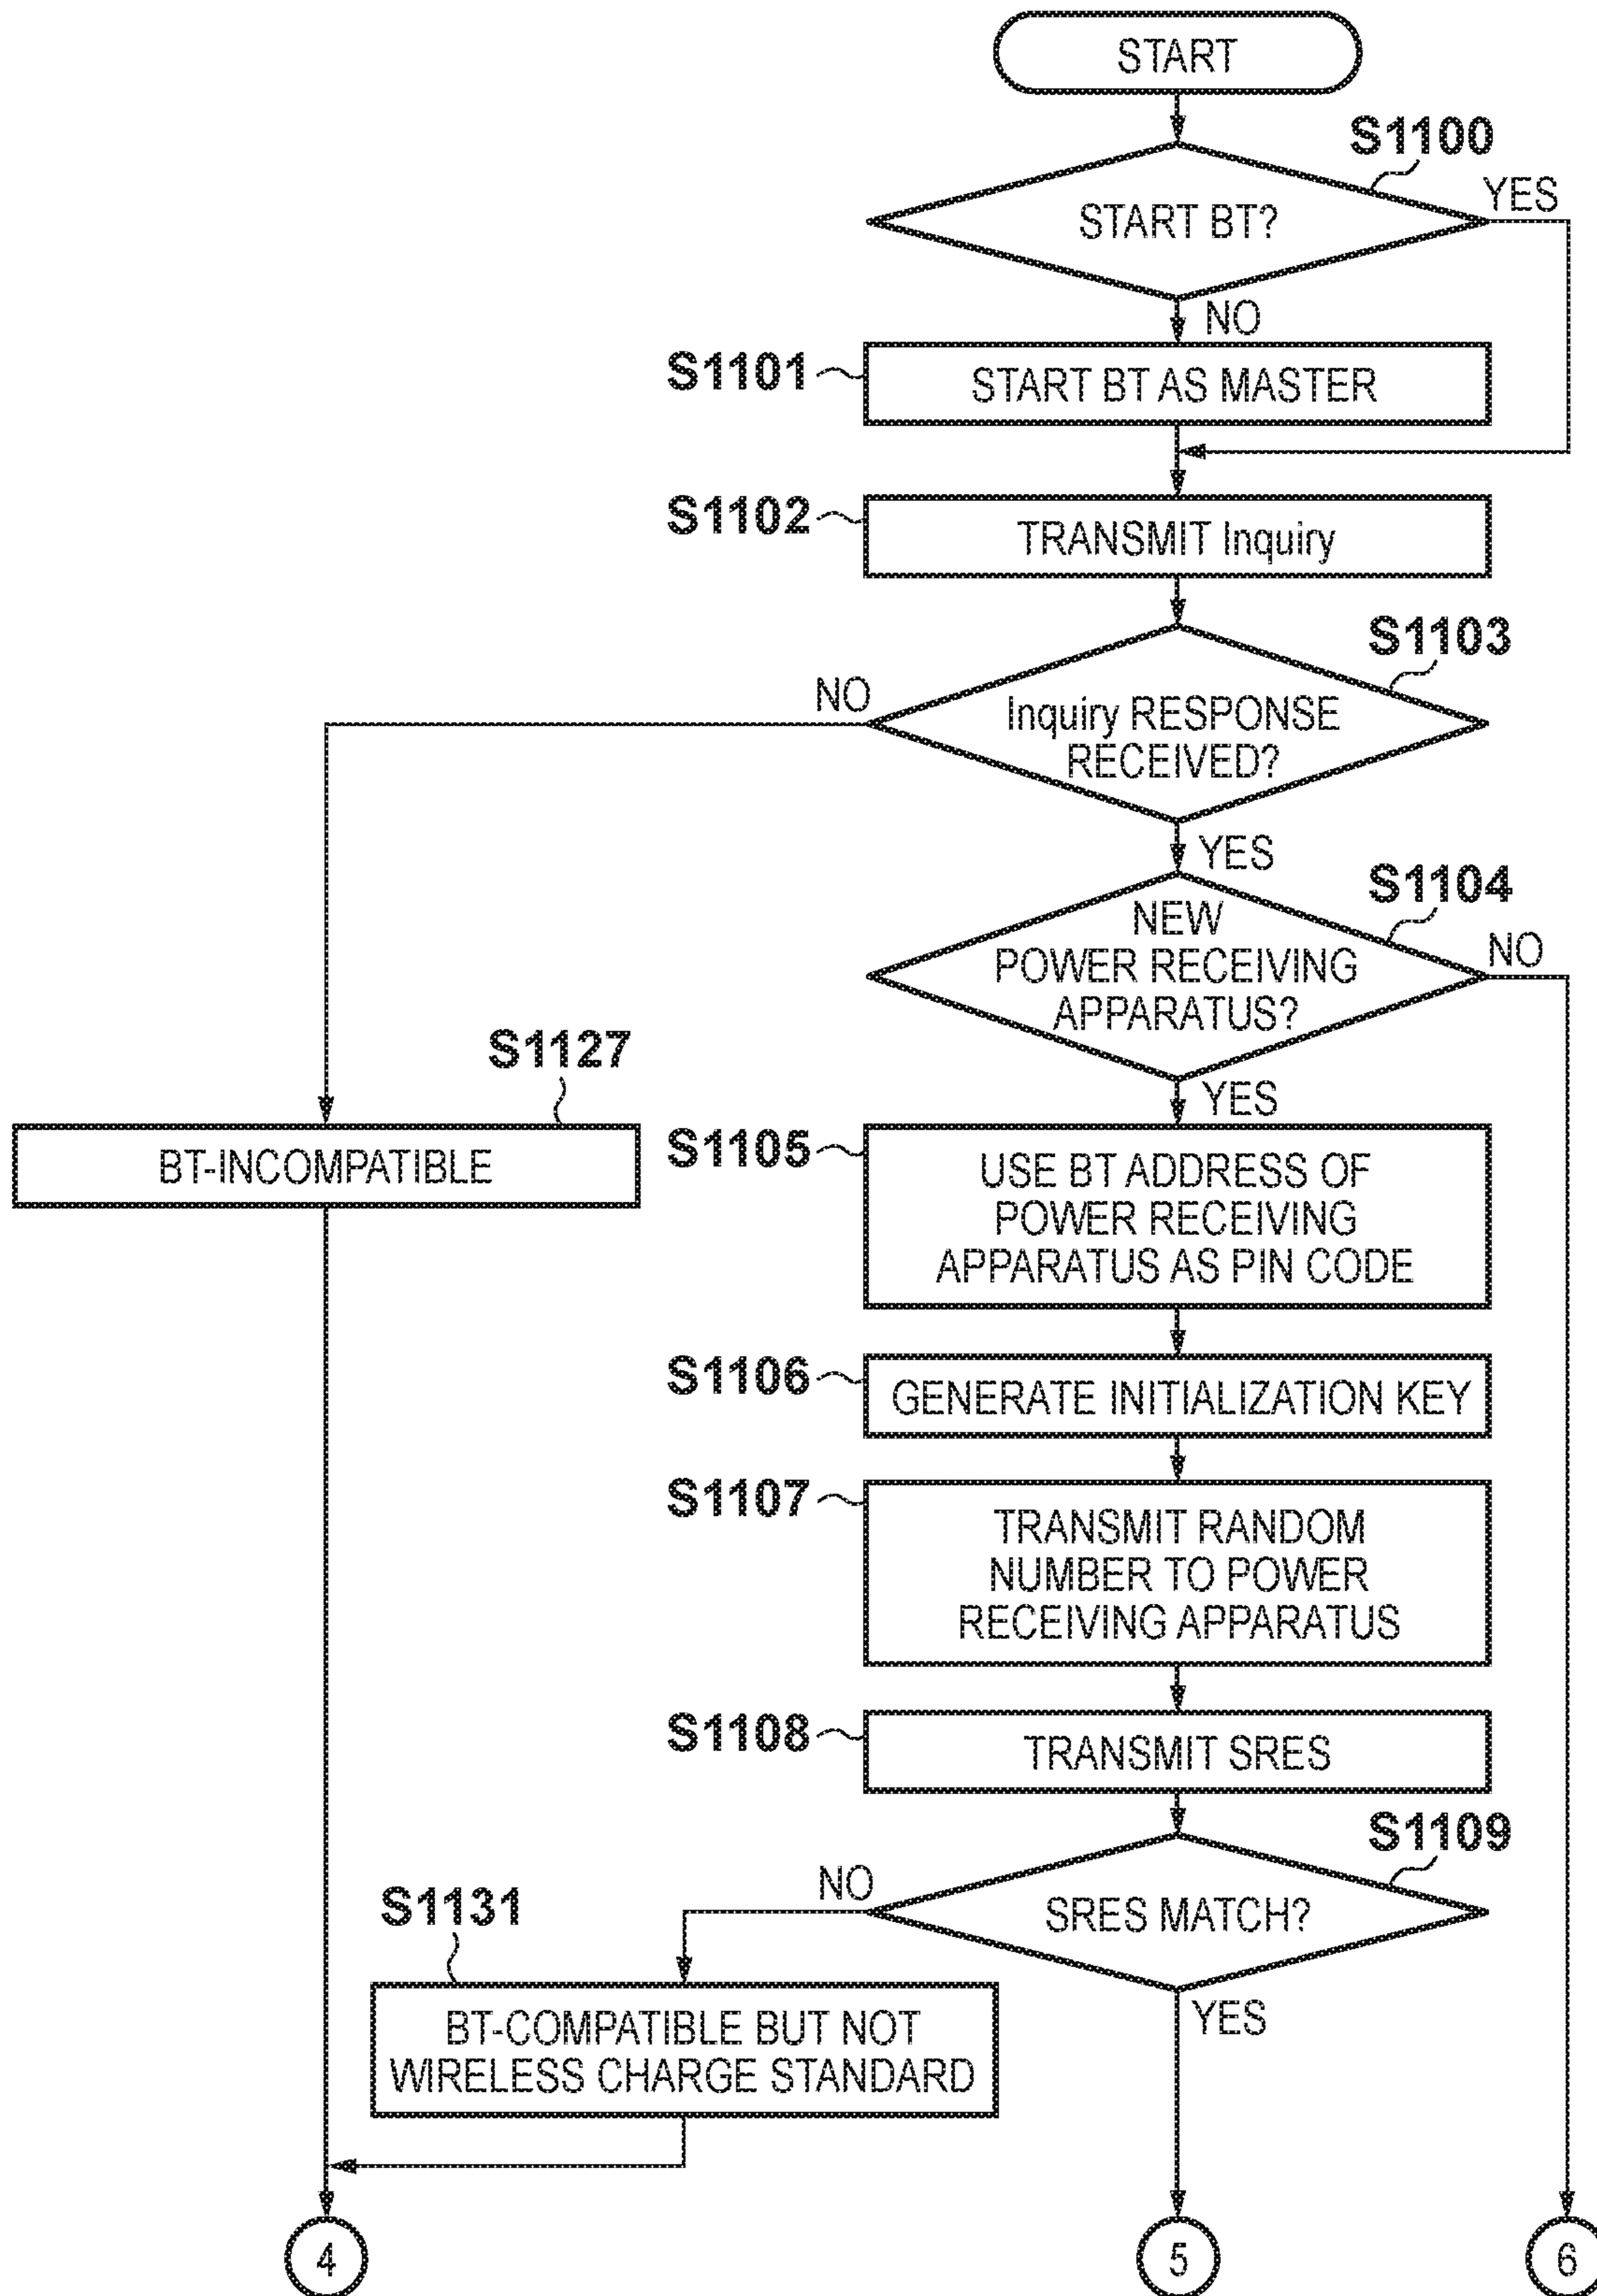 START
S1100
YES
START BT?
NO
S1101
START BT AS MASTER
S1102
TRANSMIT Inquiry
S1103
NO
Inquiry RESPONSE
RECEIVED?
YES
S1104
NEW
POWER RECEIVING
APPARATUS?
NO
S1127
YES
BT-INCOMPATIBLE
S1105
USE BT ADDRESS OF
POWER RECEIVING
APPARATUS AS PIN CODE
S1106
GENERATE INITIALIZATION KEY
S1107
TRANSMIT RANDOM
NUMBER TO POWER
RECEIVING APPARATUS
S1108
TRANSMIT SRES
S1109
NO
SRES MATCH?
S1131
YES
BT-COMPATIBLE BUT NOT
WIRELESS CHARGE STANDARD
4
5
6